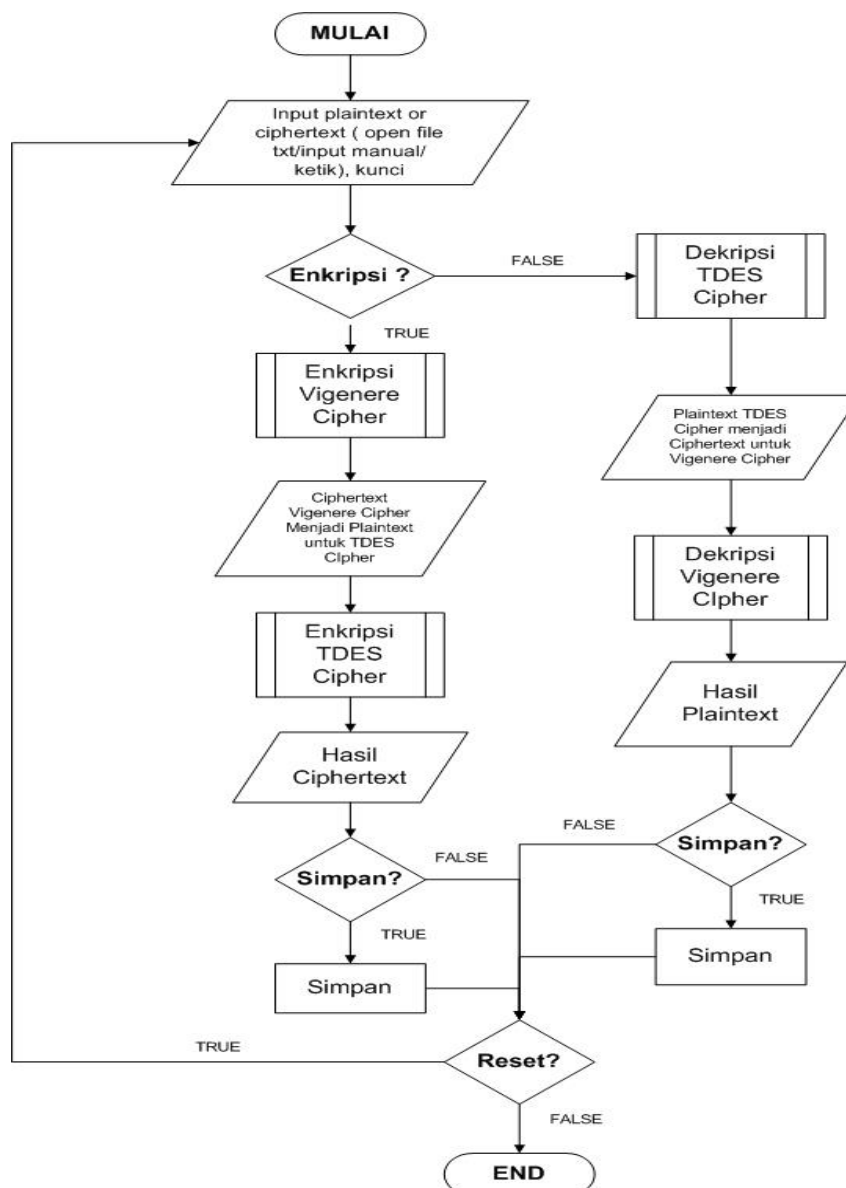 MULAI
Input plaintext or
ciphertext ( open file
txt/input manual/
ketik), kunci
Enkripsi ?
FALSE
TRUE
Dekripsi
TDES
Cipher
Enkripsi
Vigenere
Cipher
Plaintext TDES
Cipher menjadi
Ciphertext untuk
Vigenere Cipher
Ciphertext
Vigenere Cipher
Menjadi Plaintext
untuk TDES
CIpher
Dekripsi
Vigenere
CIpher
Enkripsi
TDES
Cipher
Hasil
Plaintext
Hasil
Ciphertext
FALSE
Simpan?
TRUE
Simpan
Simpan?
FALSE
TRUE
Simpan
Reset?
TRUE
FALSE
END